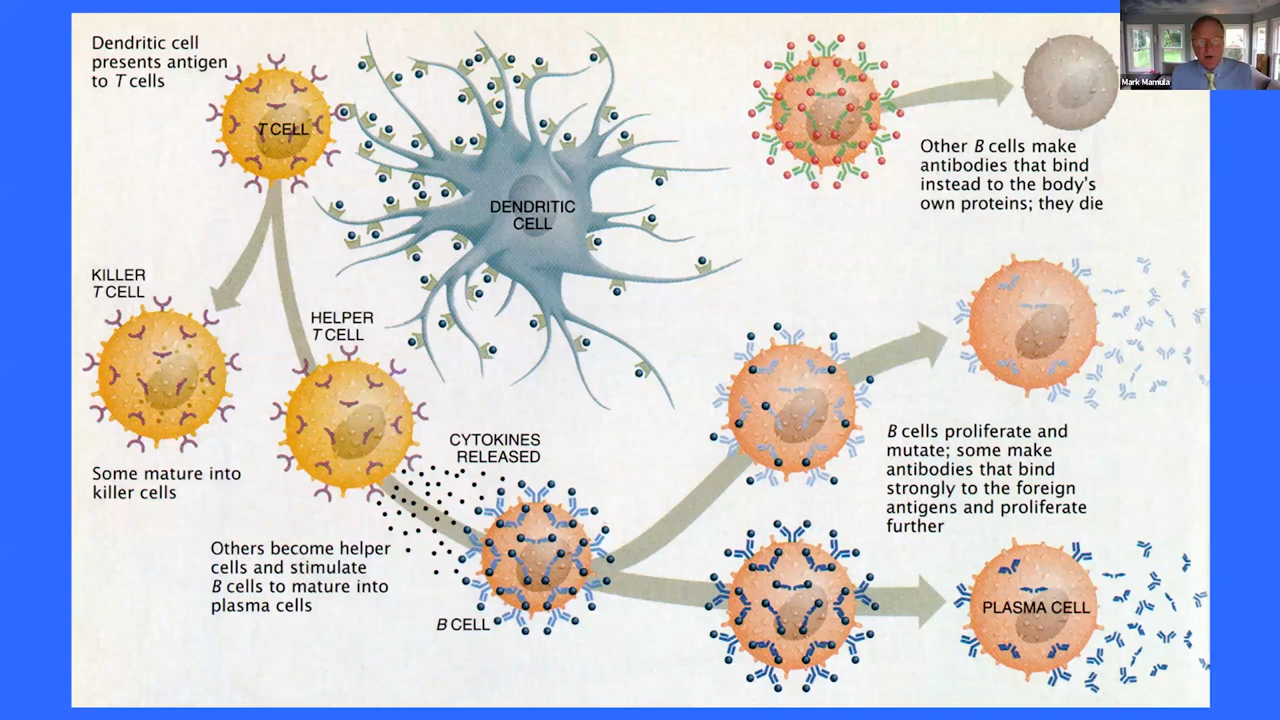 Dendritic cell
presents antigen
to T cells
T CELL
DENDRITIC
CELL
Mark Mamula
Other B cells make
antibodies that bind
instead to the body's
own proteins; they die
KILLER
T CELL
HELPER
T CELL
Some mature into
killer cells
CYTOKINES
RELEASED
Others become helper
cells and stimulate
B cells to mature into
plasma cells
B CELL
B cells proliferate and
mutate; some make
antibodies that bind
strongly to the foreign
antigens and proliferate
further
PLASMA CELL